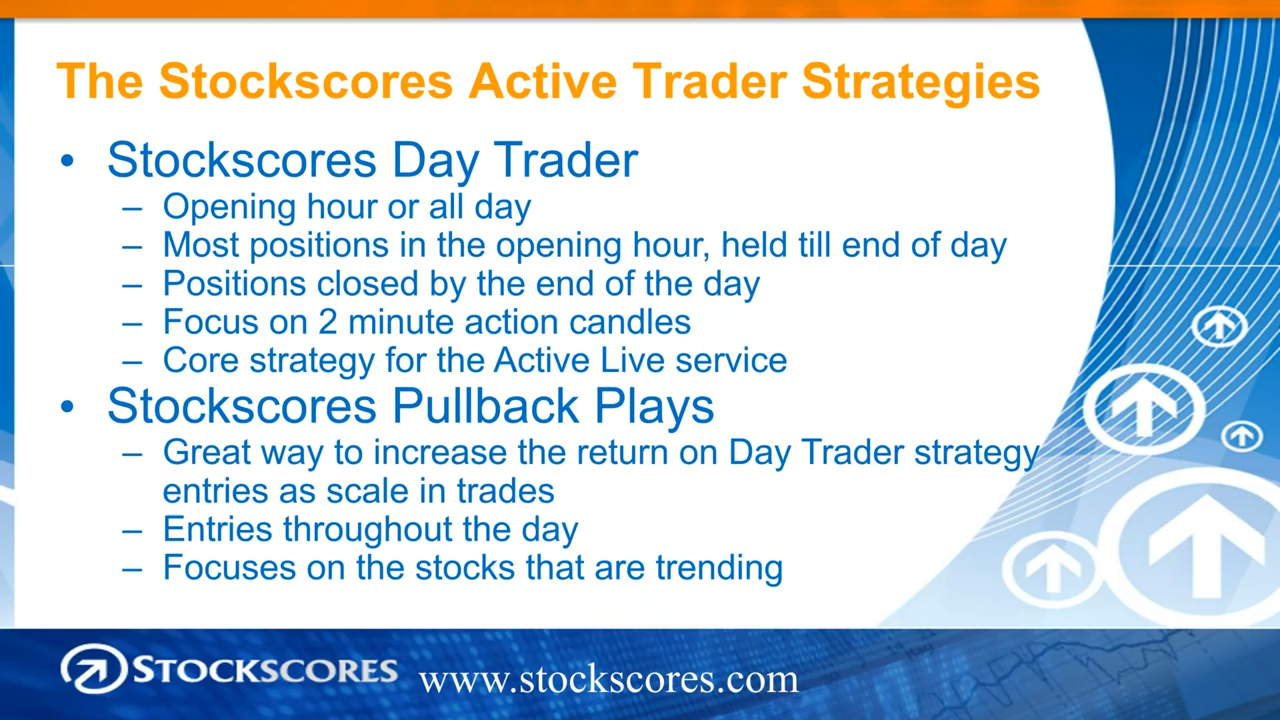 The Stockscores Active Trader Strategies
• Stockscores Day Trader
– Opening hour or all day
– Most positions in the opening hour, held till end of day
– Positions closed by the end of the day
– Focus on 2 minute action candles
– Core strategy for the Active Live service
• Stockscores Pullback Plays
– Great way to increase the return on Day Trader strategy
entries as scale in trades
– Entries throughout the day
– Focuses on the stocks that are trending
STOCKSCORES www.stockscores.com